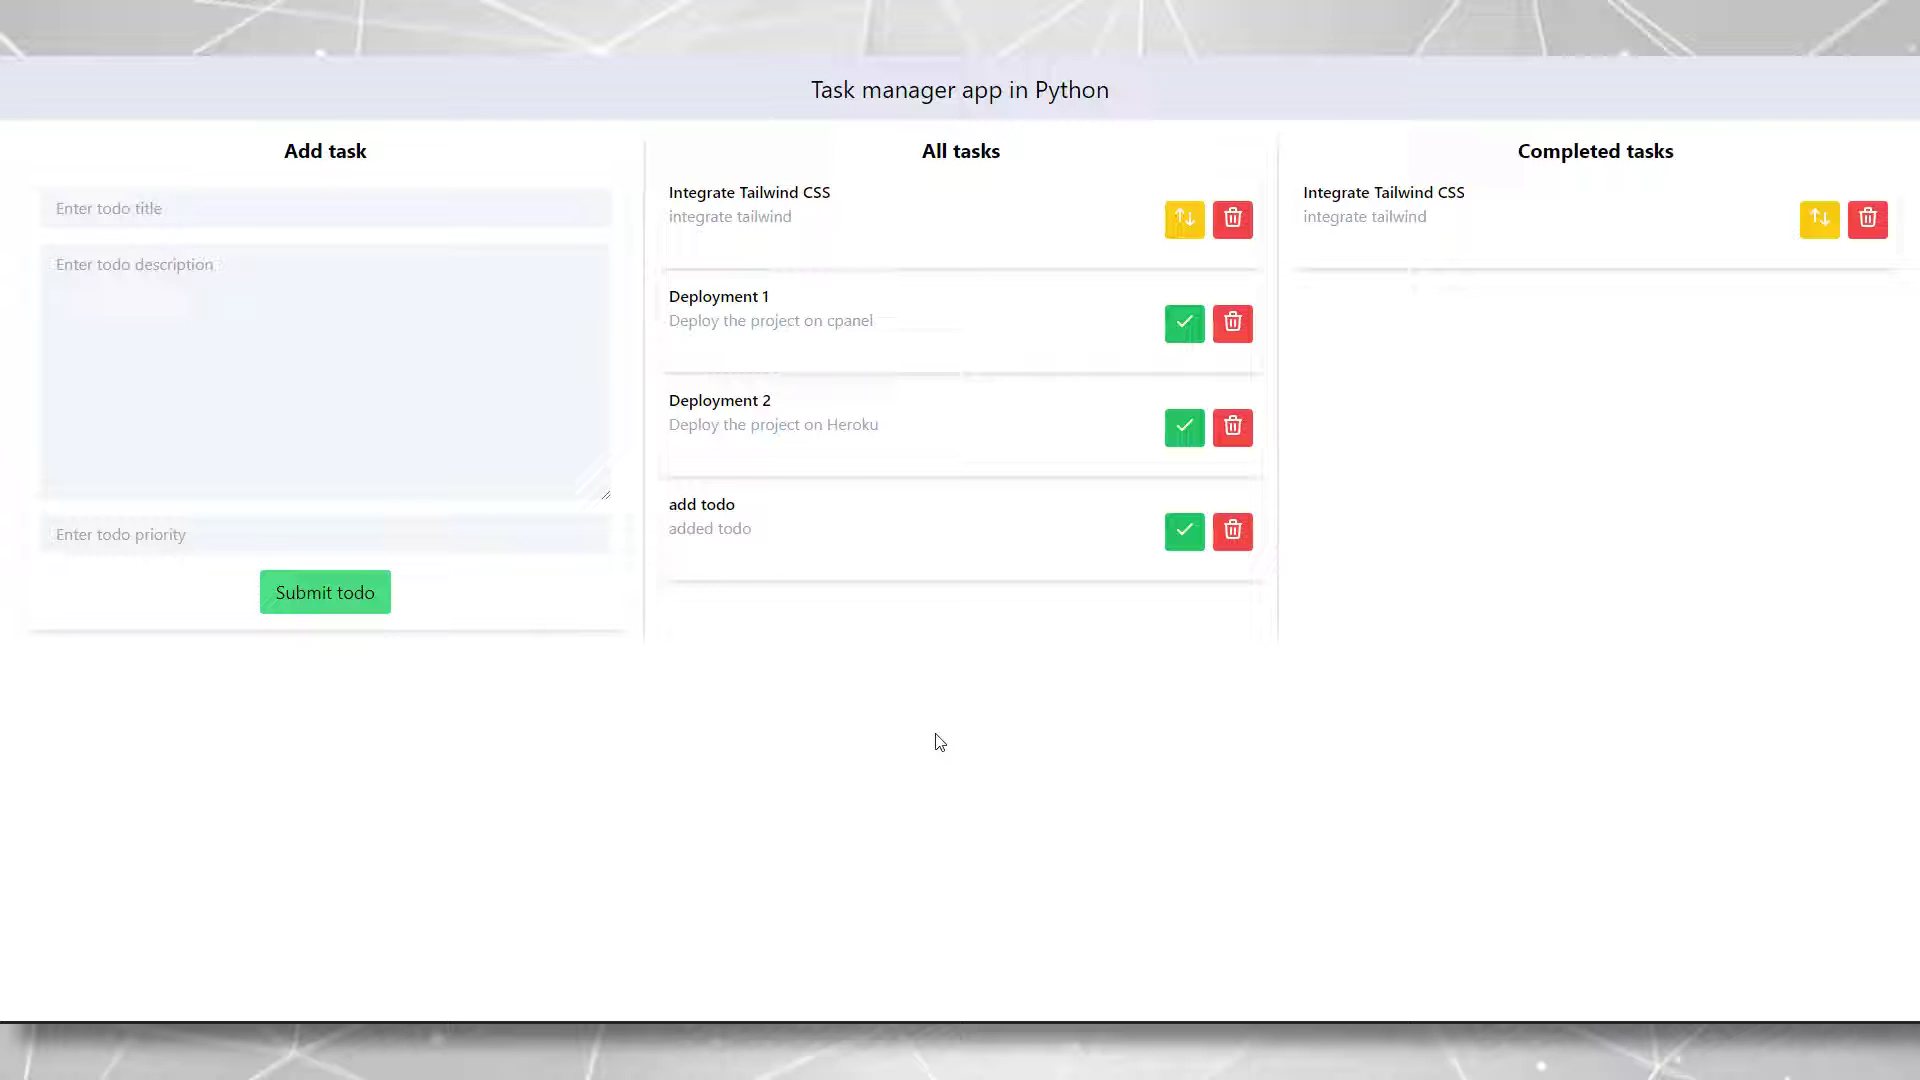 Task manager app in Python
Add task
Enter todo title
Enter todo description
Enter todo priority
Submit todo
All tasks
Integrate Tailwind CSS
integrate tailwind
Deployment 1
Deploy the project on cpanel
Deployment 2
Deploy the project on Heroku
add todo
added todo
Completed tasks
Integrate Tailwind CSS
integrate tailwind